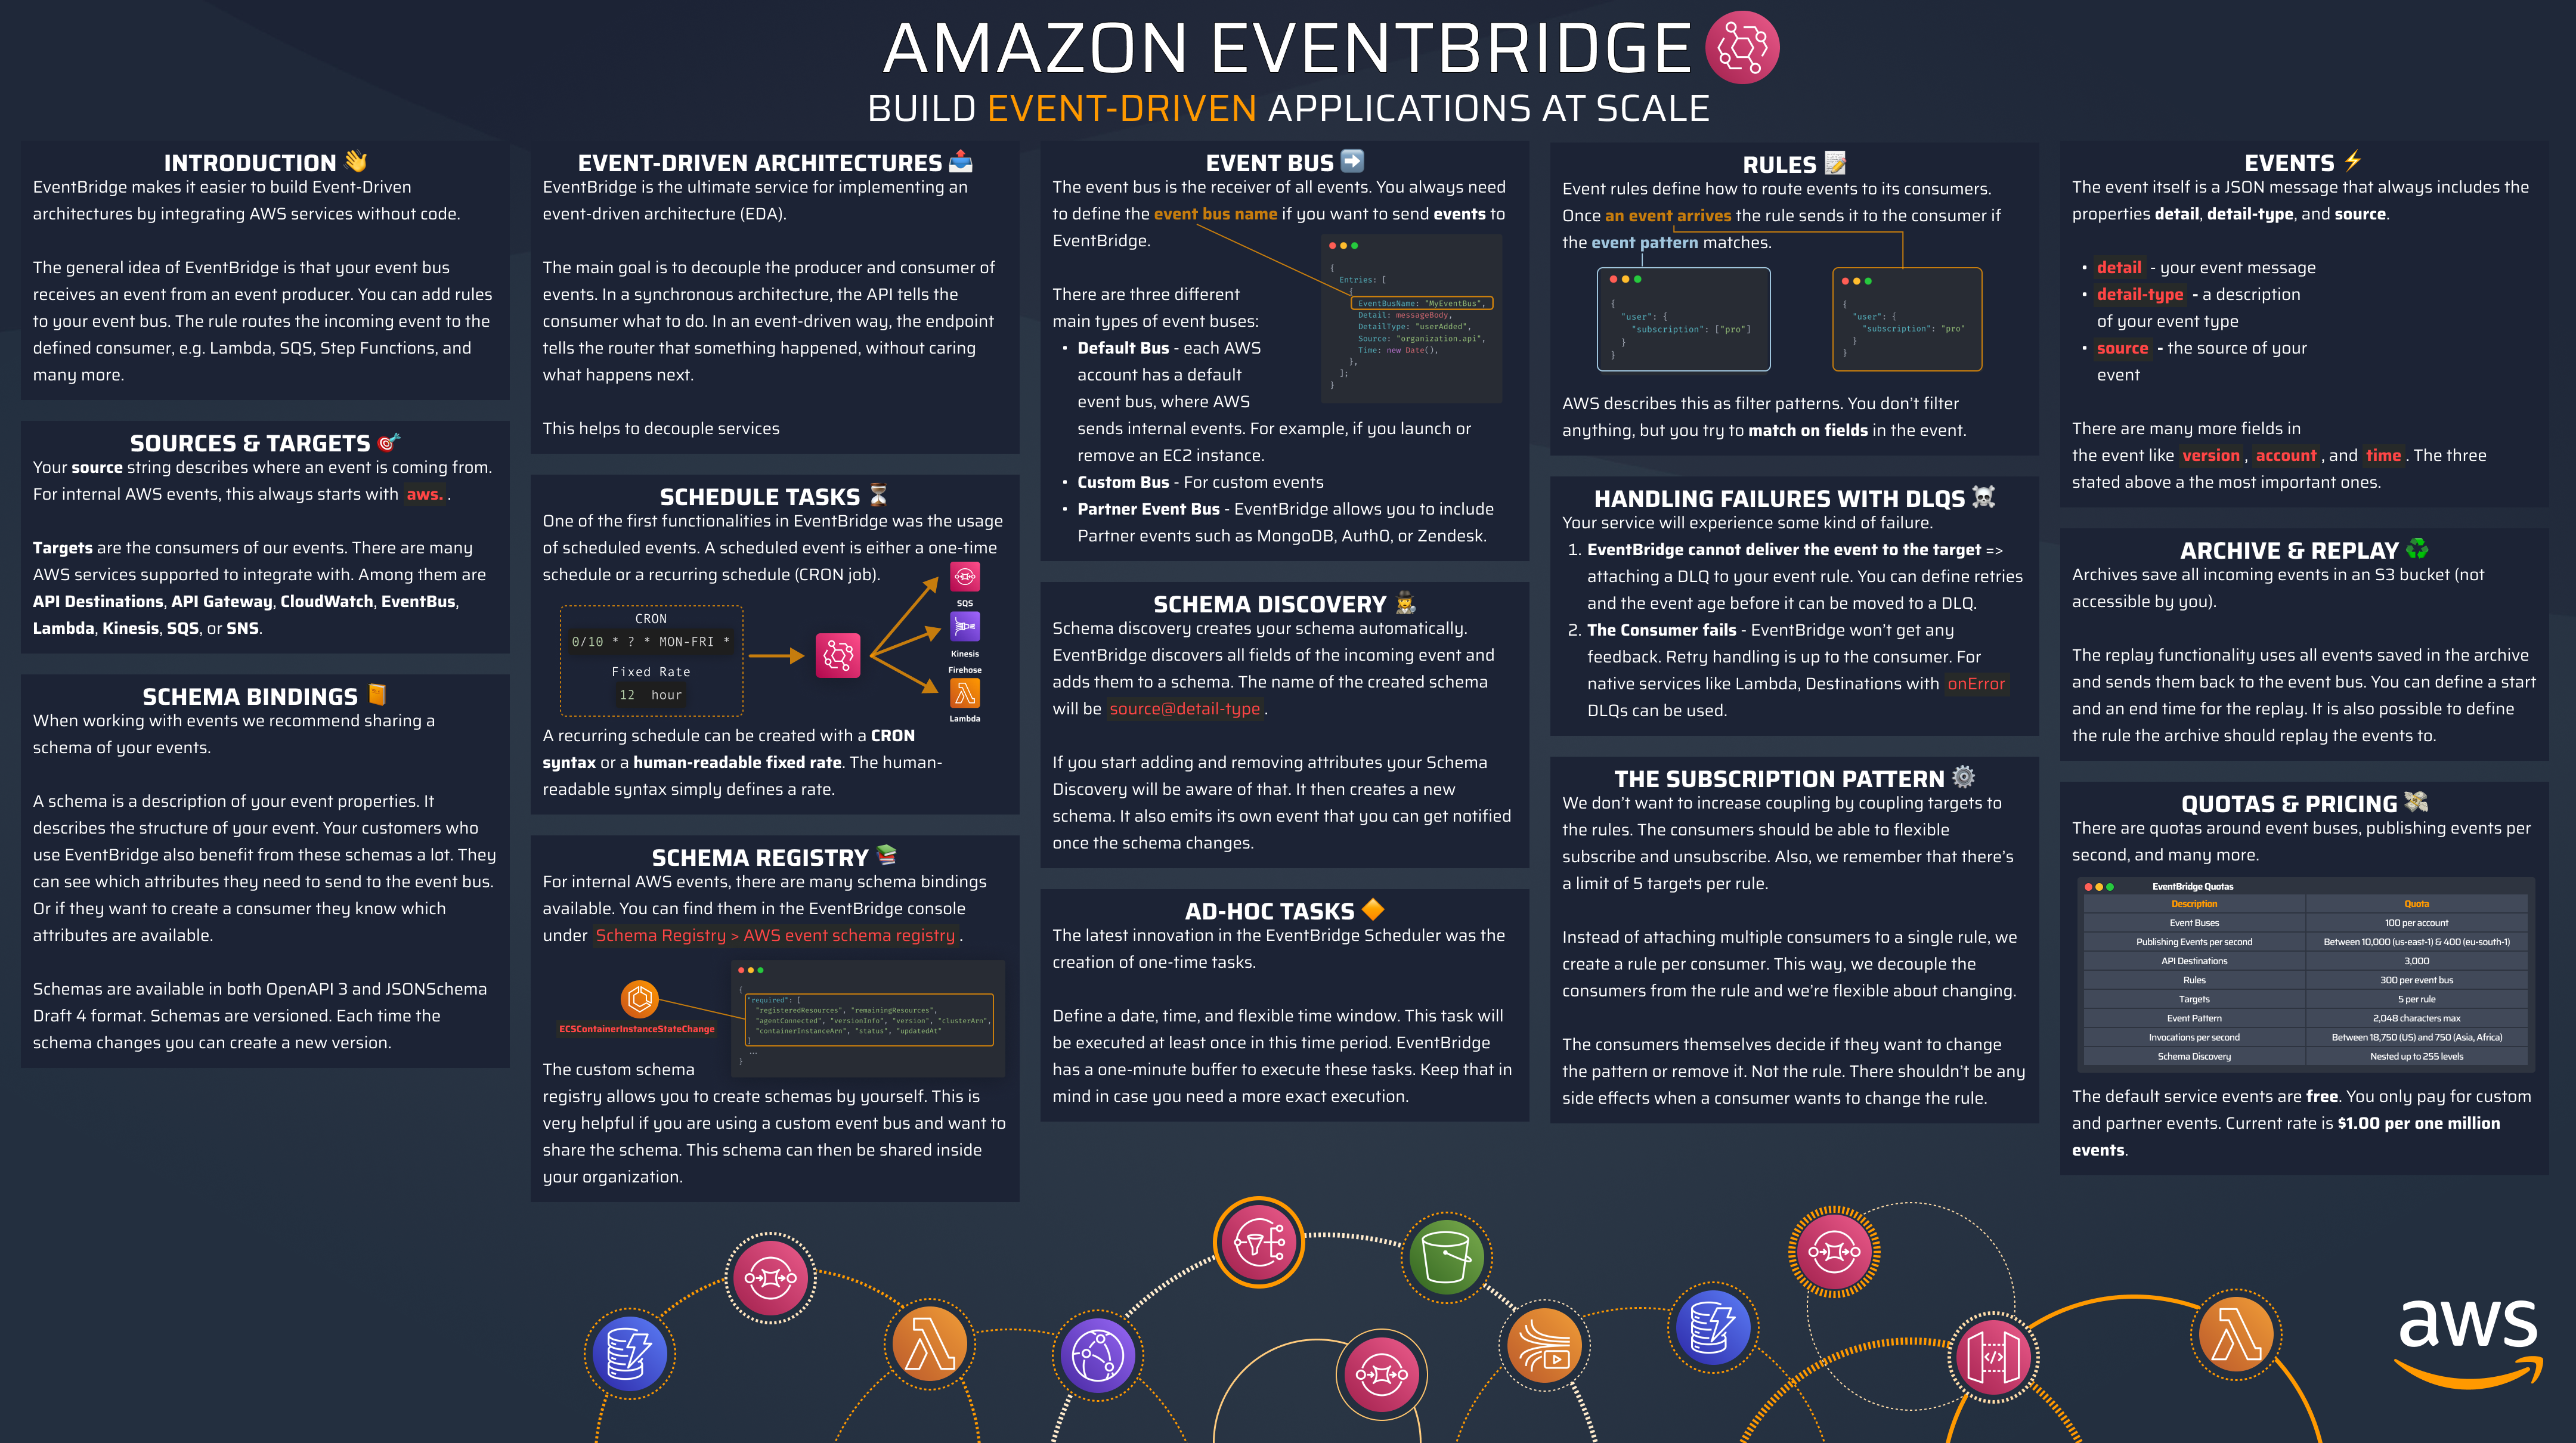 AMAZON EVENTBRIDGE
BUILD EVENT-DRIVEN APPLICATIONS AT SCALE
INTRODUCTION 👋
EventBridge makes it easier to build Event-Driven
architectures by integrating AWS services without code.
The general idea of EventBridge is that your event bus
receives an event from an event producer. You can add rules
to your event bus. The rule routes the incoming event to the
defined consumer, e.g. Lambda, SQS, Step Functions, and
many more.
SOURCES & TARGETS 🎯
Your source string describes where an event is coming from.
For internal AWS events, this always starts with aws. .
Targets are the consumers of our events. There are many
AWS services supported to integrate with. Among them are
API Destinations, API Gateway, CloudWatch, EventBus,
Lambda, Kinesis, SQS, or SNS.
SCHEMA BINDINGS 📙
When working with events we recommend sharing a
schema of your events.
A schema is a description of your event properties. It
describes the structure of your event. Your customers who
use EventBridge also benefit from these schemas a lot. They
can see which attributes they need to send to the event bus.
Or if they want to create a consumer they know which
attributes are available.
Schemas are available in both OpenAPI 3 and JSONSchema
Draft 4 format. Schemas are versioned. Each time the
schema changes you can create a new version.
EVENT-DRIVEN ARCHITECTURES 📤
EventBridge is the ultimate service for implementing an
event-driven architecture (EDA).
The main goal is to decouple the producer and consumer of
events. In a synchronous architecture, the API tells the
consumer what to do. In an event-driven way, the endpoint
tells the router that something happened, without caring
what happens next.
This helps to decouple services
SCHEDULE TASKS ⏳
One of the first functionalities in EventBridge was the usage
of scheduled events. A scheduled event is either a one-time
schedule or a recurring schedule (CRON job).
CRON
0/10 * ? * MON-FRI *
Fixed Rate
12 hour
SQS
Kinesis
Firehose
Lambda
A recurring schedule can be created with a CRON
syntax or a human-readable fixed rate. The human-
readable syntax simply defines a rate.
SCHEMA REGISTRY 📚
For internal AWS events, there are many schema bindings
available. You can find them in the EventBridge console
under Schema Registry > AWS event schema registry .
ECSContainerInstanceStateChange
{
"required": [
"registeredResources", "remainingResources",
"agentConnected", "versionInfo", "version", "clusterArn",
"containerInstanceArn", "status", "updatedAt"
]
...
}
The custom schema
registry allows you to create schemas by yourself. This is
very helpful if you are using a custom event bus and want to
share the schema. This schema can then be shared inside
your organization.
EVENT BUS ➡️
The event bus is the receiver of all events. You always need
to define the event bus name if you want to send events to
EventBridge.
{
Entries: [
{
EventBusName: "MyEventBus",
Detail: messageBody,
DetailType: "userAdded",
Source: "organization.api",
Time: new Date(),
},
];
}
There are three different
main types of event buses:
• Default Bus - each AWS
account has a default
event bus, where AWS
sends internal events. For example, if you launch or
remove an EC2 instance.
• Custom Bus - For custom events
• Partner Event Bus - EventBridge allows you to include
Partner events such as MongoDB, Auth0, or Zendesk.
SCHEMA DISCOVERY 🕵️
Schema discovery creates your schema automatically.
EventBridge discovers all fields of the incoming event and
adds them to a schema. The name of the created schema
will be source@detail-type .
If you start adding and removing attributes your Schema
Discovery will be aware of that. It then creates a new
schema. It also emits its own event that you can get notified
once the schema changes.
AD-HOC TASKS 🔶
The latest innovation in the EventBridge Scheduler was the
creation of one-time tasks.
Define a date, time, and flexible time window. This task will
be executed at least once in this time period. EventBridge
has a one-minute buffer to execute these tasks. Keep that in
mind in case you need a more exact execution.
RULES 📝
Event rules define how to route events to its consumers.
Once an event arrives the rule sends it to the consumer if
the event pattern matches.
{
"user": {
"subscription": ["pro"]
}
}
{
"user": {
"subscription": "pro"
}
}
AWS describes this as filter patterns. You don't filter
anything, but you try to match on fields in the event.
HANDLING FAILURES WITH DLQS ☠️
Your service will experience some kind of failure.
1. EventBridge cannot deliver the event to the target =>
attaching a DLQ to your event rule. You can define retries
and the event age before it can be moved to a DLQ.
2. The Consumer fails - EventBridge won't get any
feedback. Retry handling is up to the consumer. For
native services like Lambda, Destinations with onError
DLQs can be used.
THE SUBSCRIPTION PATTERN ⚙️
We don't want to increase coupling by coupling targets to
the rules. The consumers should be able to flexible
subscribe and unsubscribe. Also, we remember that there's
a limit of 5 targets per rule.
Instead of attaching multiple consumers to a single rule, we
create a rule per consumer. This way, we decouple the
consumers from the rule and we're flexible about changing.
The consumers themselves decide if they want to change
the pattern or remove it. Not the rule. There shouldn't be any
side effects when a consumer wants to change the rule.
EVENTS ⚡
The event itself is a JSON message that always includes the
properties detail, detail-type, and source.
• detail - your event message
• detail-type - a description
of your event type
• source - the source of your
event
There are many more fields in
the event like version , account , and time . The three
stated above a the most important ones.
ARCHIVE & REPLAY ♻️
Archives save all incoming events in an S3 bucket (not
accessible by you).
The replay functionality uses all events saved in the archive
and sends them back to the event bus. You can define a start
and an end time for the replay. It is also possible to define
the rule the archive should replay the events to.
QUOTAS & PRICING 💸
There are quotas around event buses, publishing events per
second, and many more.
EventBridge Quotas
Description Quota
Event Buses 100 per account
Publishing Events per second Between 10,000 (us-east-1) & 400 (eu-south-1)
API Destinations 3,000
Rules 300 per event bus
Targets 5 per rule
Event Pattern 2,048 characters max
Invocations per second Between 18,750 (US) and 750 (Asia, Africa)
Schema Discovery Nested up to 255 levels
The default service events are free. You only pay for custom
and partner events. Current rate is $1.00 per one million
events.
</>
aws